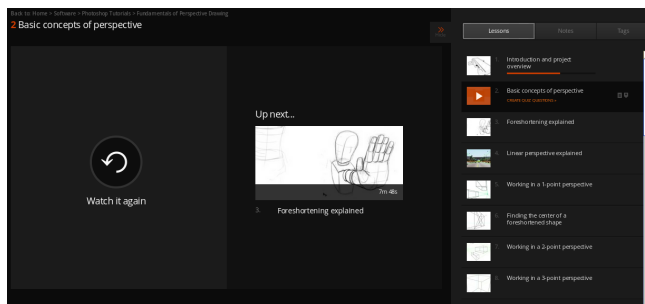 Back to: Home > Software > Photoshop Tutorials > Fundamentals of Perspective Drawing
2 Basic concepts of perspective
Watch it again
Up next...
7m 48s
3. Foreshortening explained
Lessons
Notes
Tags
1. Introduction and project
overview
2. Basic concepts of perspective
CREATE QUIZ QUESTIONS >
3. Foreshortening explained
4. Linear perspective explained
5. Working in a 1-point perspective
6. Finding the center of a
foreshortened shape
7. Working in a 2-point perspective
8. Working in a 3-point perspective